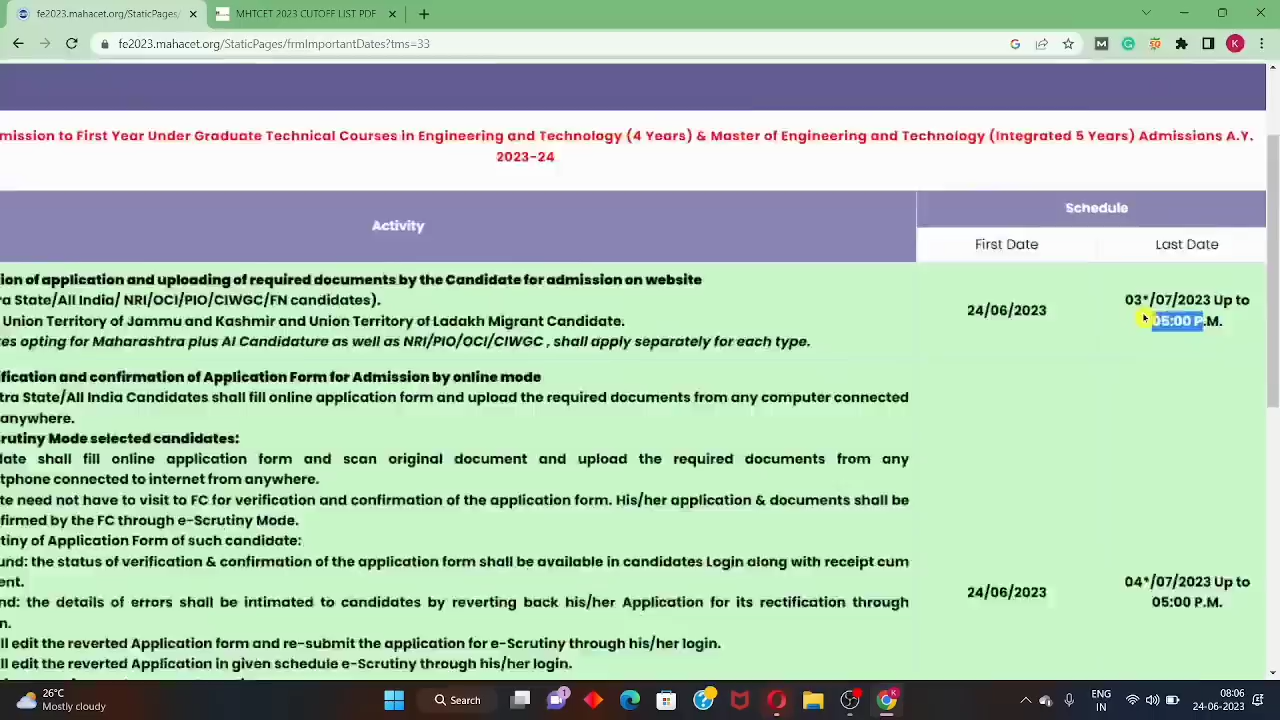 fe2023.mahacet.org/StaticPages/
MHTCET 2023 CUTOFF LIST PDF
fe2023.mahacet.org/StaticPages/frmImportantDates?tms=33
mission to First Year Under Graduate Technical Courses in Engineering and Technology (4 Years) & Master of Engineering and Technology (Integrated 5 Years) Admissions A.Y.
2023-24
Activity
Schedule
First Date
Last Date
ion of application and uploading of required documents by the Candidate for admission on website
ra State/All India/ NRI/OCI/PIO/CIWGC/FN candidates).
Union Territory of Jammu and Kashmir and Union Territory of Ladakh Migrant Candidate.
es opting for Maharashtra plus AI Candidature as well as NRI/PIO/OCI/CIWGC , shall apply separately for each type.
24/06/2023
03*/07/2023 Up to
05:00 P.M.
ification and confirmation of Application Form for Admission by online mode
tra State/All India Candidates shall fill online application form and upload the required documents from any computer connected
anywhere.
crutiny Mode selected candidates:
date shall fill online application form and scan original document and upload the required documents from any
tphone connected to internet from anywhere.
te need not have to visit to FC for verification and confirmation of the application form. His/her application & documents shall be
firmed by the FC through e-Scrutiny Mode.
tiny of Application Form of such candidate:
und: the status of verification & confirmation of the application form shall be available in candidates Login along with receipt cum
ent.
nd: the details of errors shall be intimated to candidates by reverting back his/her Application for its rectification through
n.
ll edit the reverted Application form and re-submit the application for e-Scrutiny through his/her login.
ll edit the reverted Application in given schedule e-Scrutiny through his/her login.
24/06/2023
04*/07/2023 Up to
05:00 P.M.
26°C
Mostly cloudy
Search
ENG
IN
08:06
24-06-2023